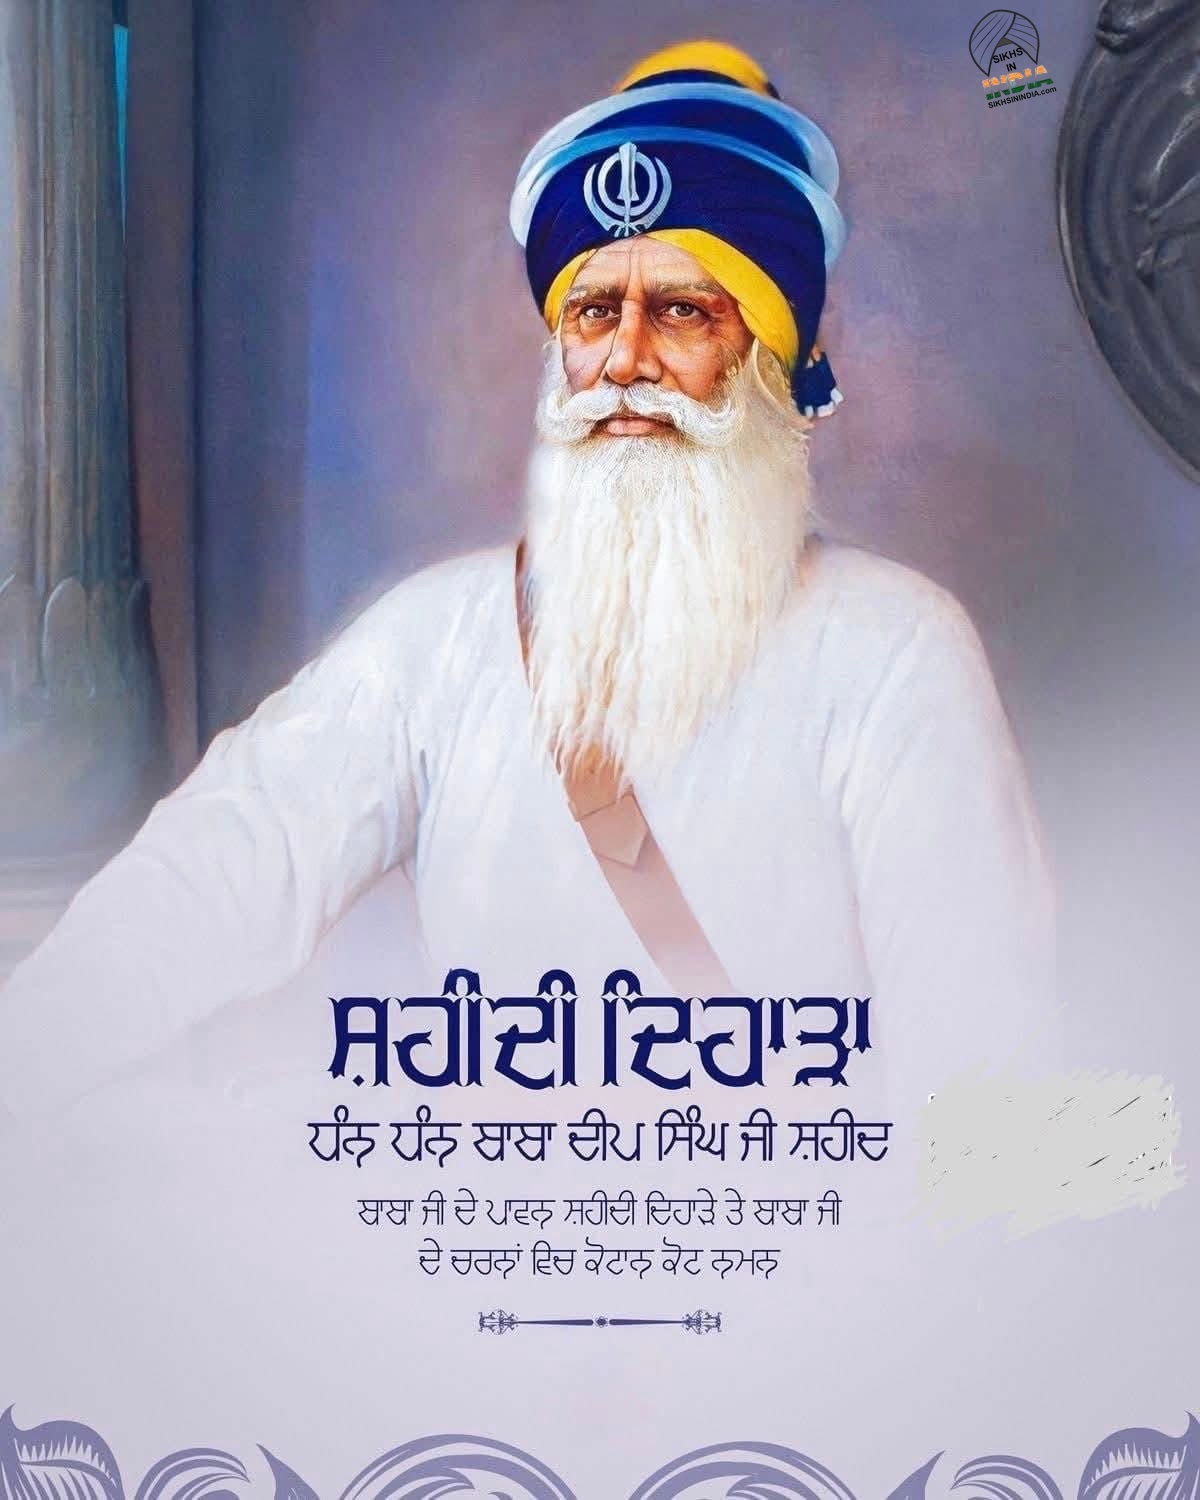 SIKHS
IN
INDIA
SIKHSININDIA.com
ਸ਼ਹੀਦੀ ਦਿਹਾੜਾ
ਧੰਨ ਧੰਨ ਬਾਬਾ ਦੀਪ ਸਿੰਘ ਜੀ ਸ਼ਹੀਦ
ਬਾਬਾ ਜੀ ਦੇ ਪਾਵਨ ਸ਼ਹੀਦੀ ਦਿਹਾੜੇ ਤੇ ਬਾਬਾ ਜੀ
ਦੇ ਚਰਨਾਂ ਵਿਚ ਕੋਟਾਨ ਕੋਟ ਨਮਨ